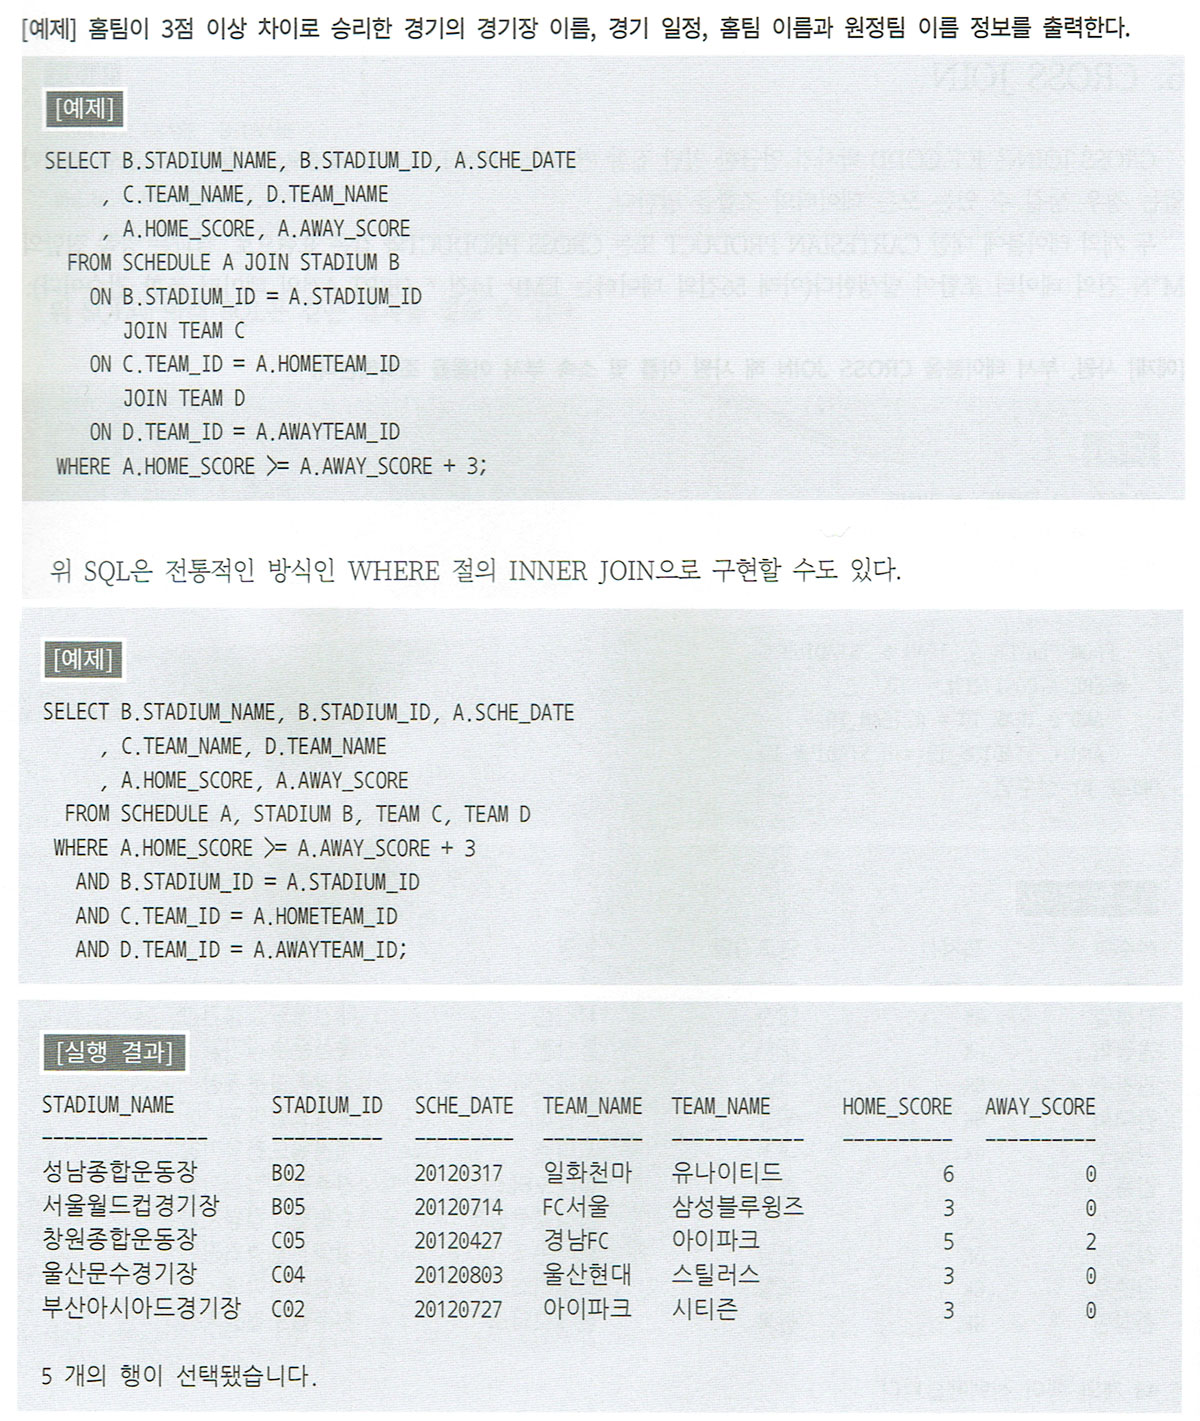 [예제] 홈팀이 3점 이상 차이로 승리한 경기의 경기장 이름, 경기 일정, 홈팀 이름과 원정팀 이름 정보를 출력한다.
[예제]
SELECT B.STADIUM_NAME, B.STADIUM_ID, A.SCHE_DATE
, C.TEAM_NAME, D.TEAM_NAME
, A.HOME_SCORE, A.AWAY_SCORE
FROM SCHEDULE A JOIN STADIUM B
ON B.STADIUM_ID = A.STADIUM_ID
JOIN TEAM C
ON C.TEAM_ID = A.HOMETEAM_ID
JOIN TEAM D
ON D.TEAM_ID = A.AWAYTEAM_ID
WHERE A.HOME_SCORE >= A.AWAY_SCORE + 3;
위 SQL은 전통적인 방식인 WHERE 절의 INNER JOIN으로 구현할 수도 있다.
[예제]
SELECT B.STADIUM_NAME, B.STADIUM_ID, A.SCHE_DATE
, C.TEAM_NAME, D.TEAM_NAME
, A.HOME_SCORE, A.AWAY_SCORE
FROM SCHEDULE A, STADIUM B, TEAM C, TEAM D
WHERE A.HOME_SCORE >= A.AWAY_SCORE + 3
AND B.STADIUM_ID = A.STADIUM_ID
AND C.TEAM_ID = A.HOMETEAM_ID
AND D.TEAM_ID = A.AWAYTEAM_ID;
[실행 결과]
STADIUM_NAME STADIUM_ID SCHE_DATE TEAM_NAME TEAM_NAME HOME_SCORE AWAY_SCORE
--------------- ---------- --------- --------- ------------ ---------- ----------
성남종합운동장 B02 20120317 일화천마 유나이티드 6 0
서울월드컵경기장 B05 20120714 FC서울 삼성블루윙즈 3 0
창원종합운동장 C05 20120427 경남FC 아이파크 5 2
울산문수경기장 C04 20120803 울산현대 스틸러스 3 0
부산아시아드경기장 C02 20120727 아이파크 시티즌 3 0
5 개의 행이 선택됐습니다.